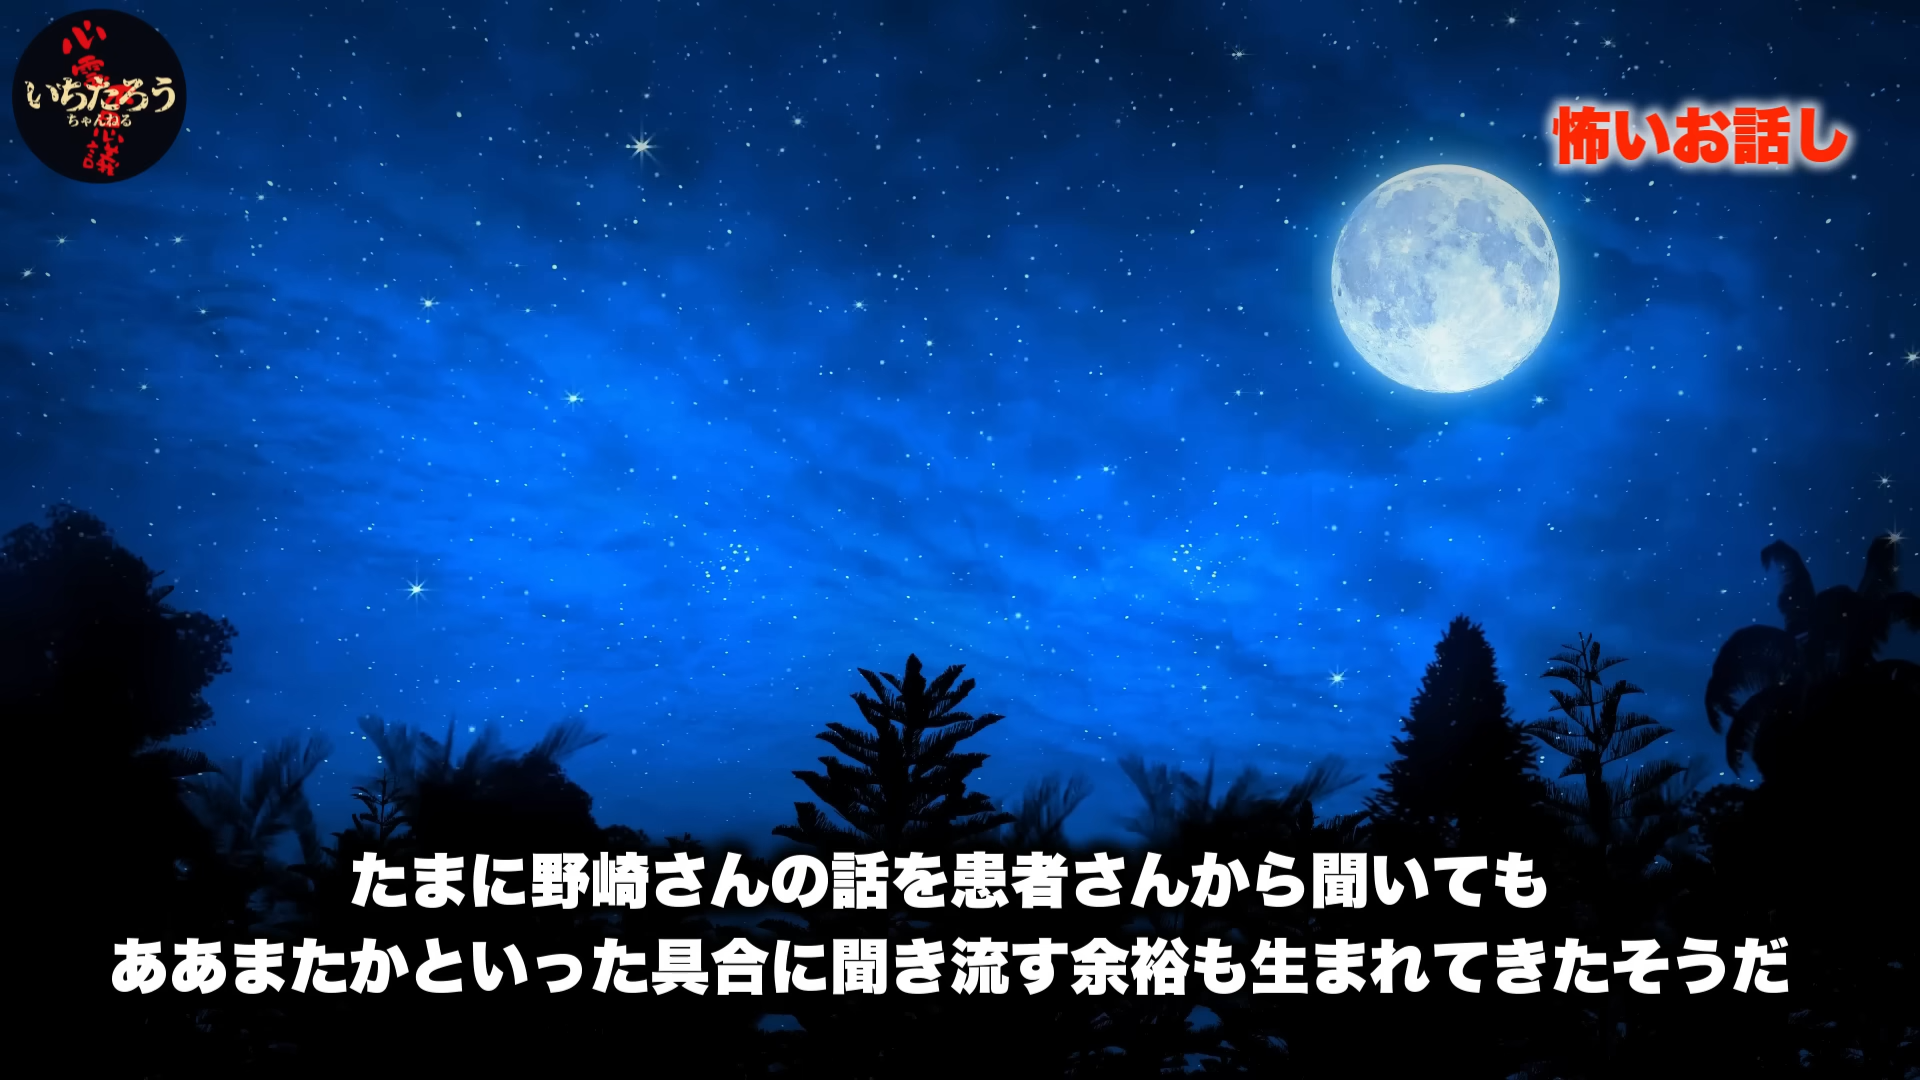 心霊
いちたろう
ちゃんねる
怖いお話し
たまに野崎さんの話を患者さんから聞いても
ああまたかといった具合に聞き流す余裕も生まれてきたそうだ